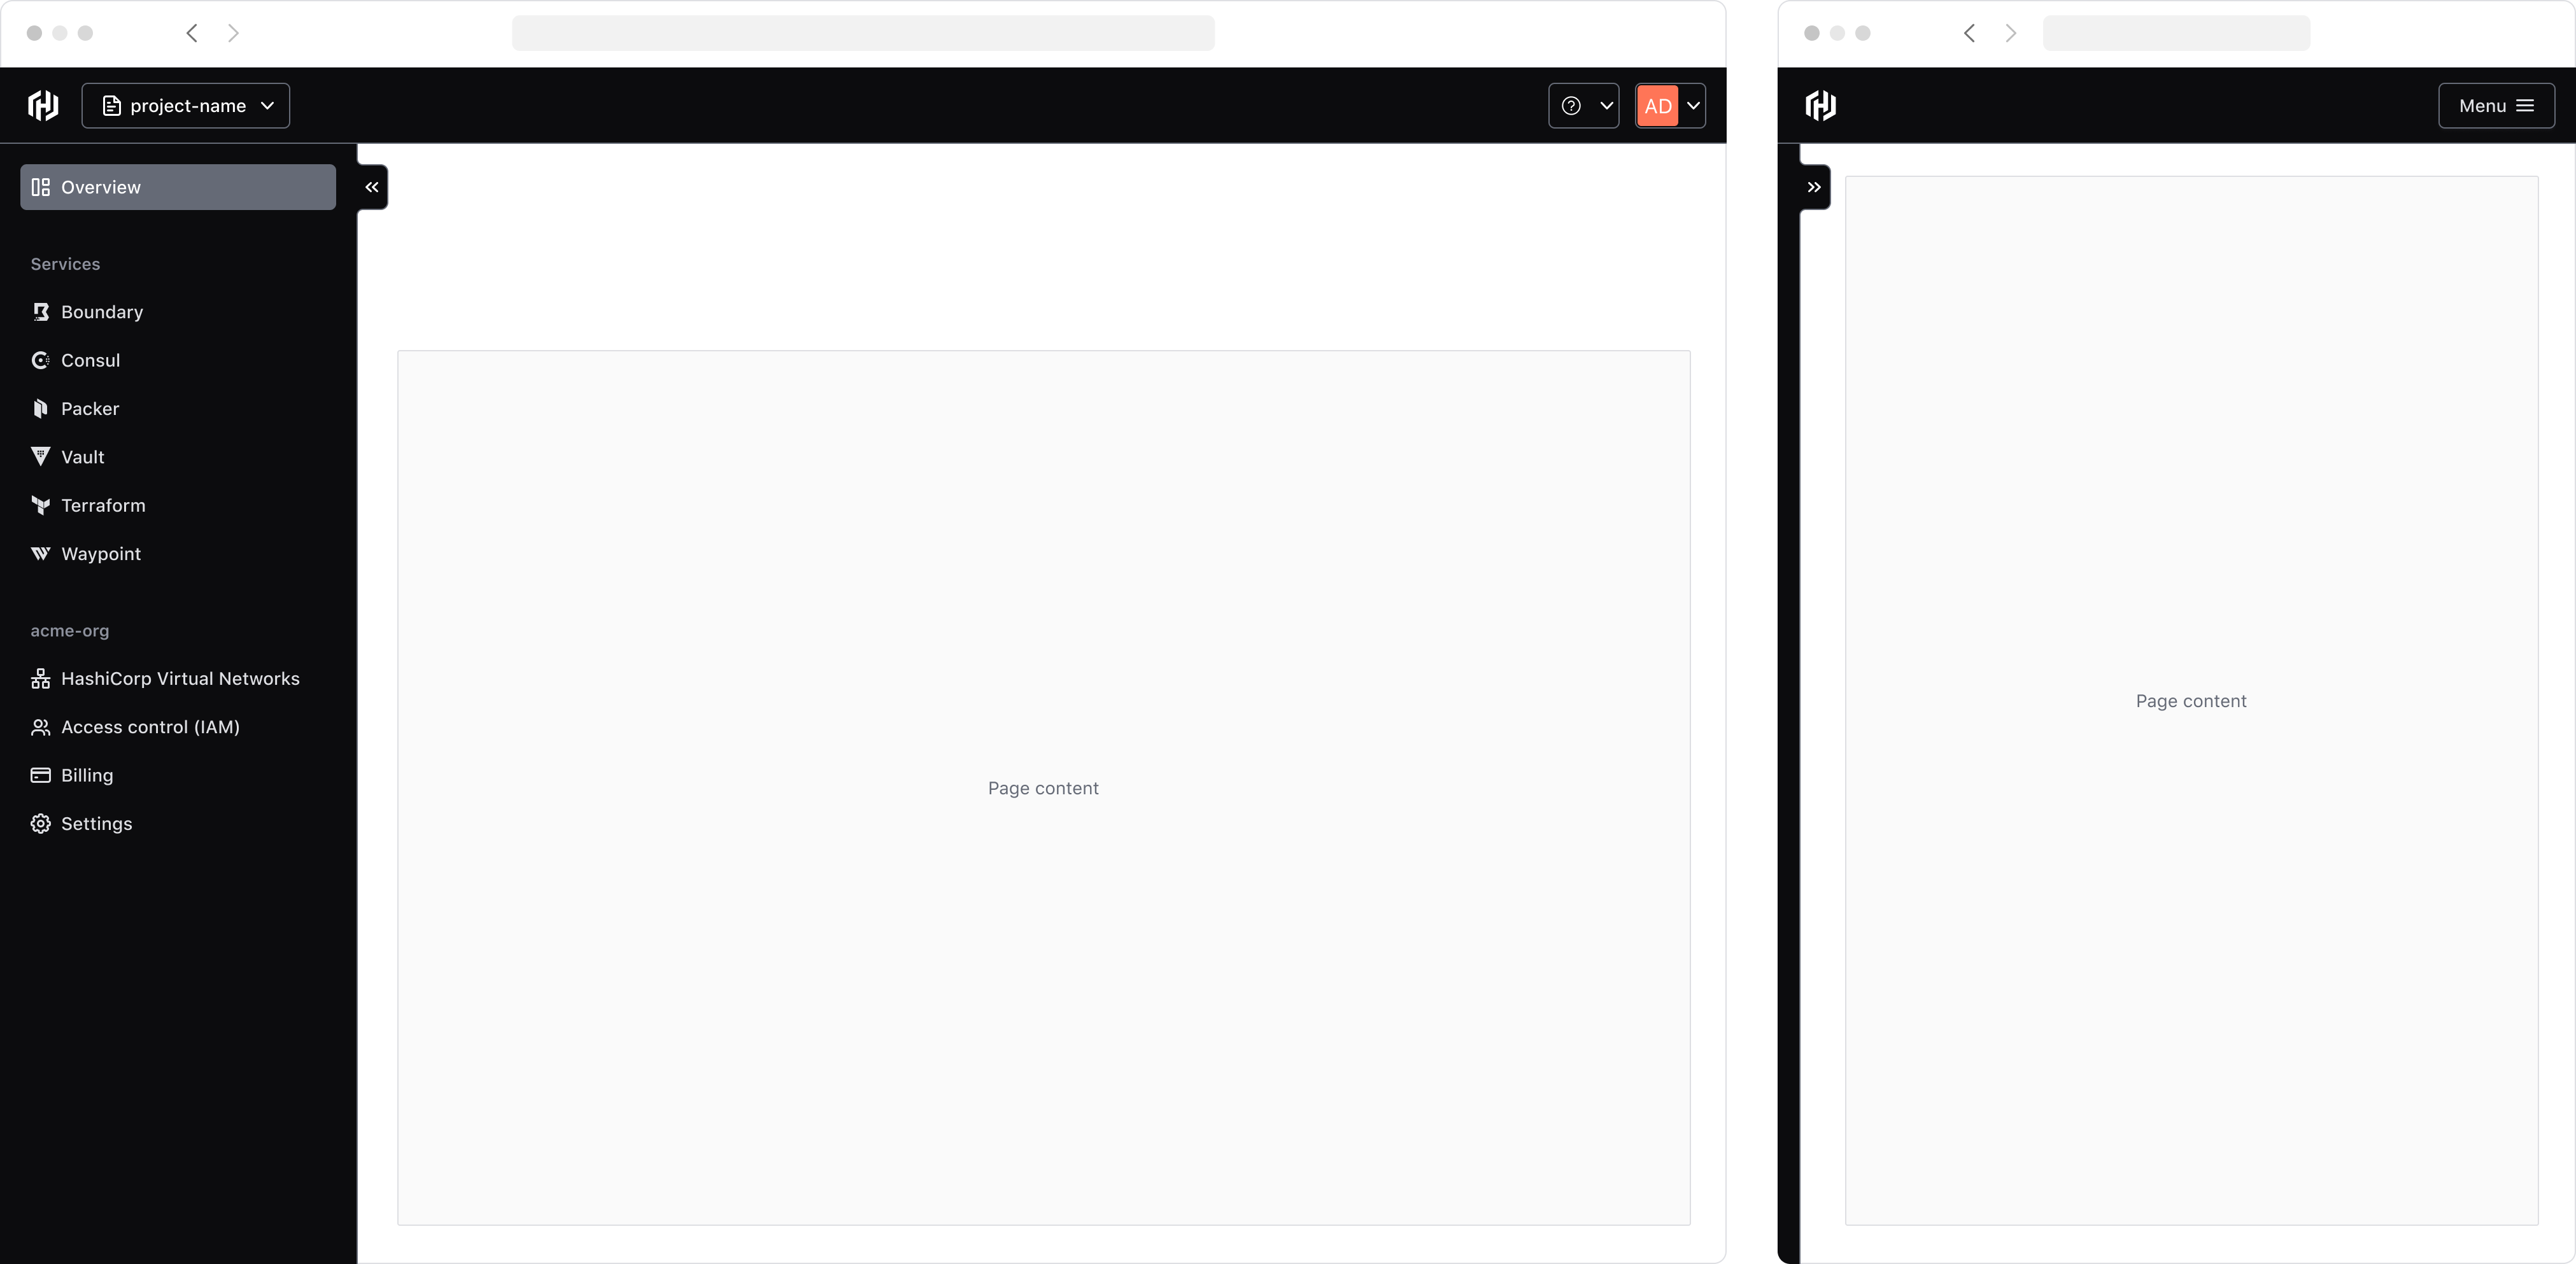 project-name
AD
Menu
Overview
Services
Boundary
Consul
Packer
Vault
Terraform
Waypoint
acme-org
HashiCorp Virtual Networks
Access control (IAM)
Billing
Settings
Page content
Page content